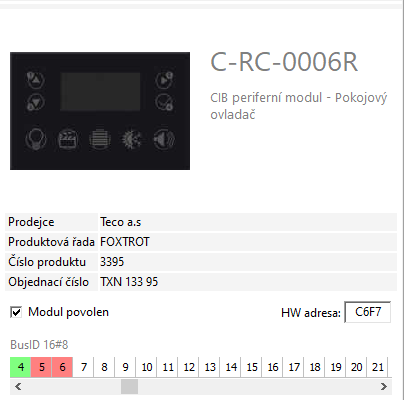 C-RC-0006R
CIB periferní modul - Pokojový
ovladač
Prodejce Teco a.s
Produktová řada FOXTROT
Číslo produktu 3395
Objednací číslo TXN 133 95
Modul povolen HW adresa: C6F7
BusID 16#8
4 5 6 7 8 9 10 11 12 13 14 15 16 17 18 19 20 21